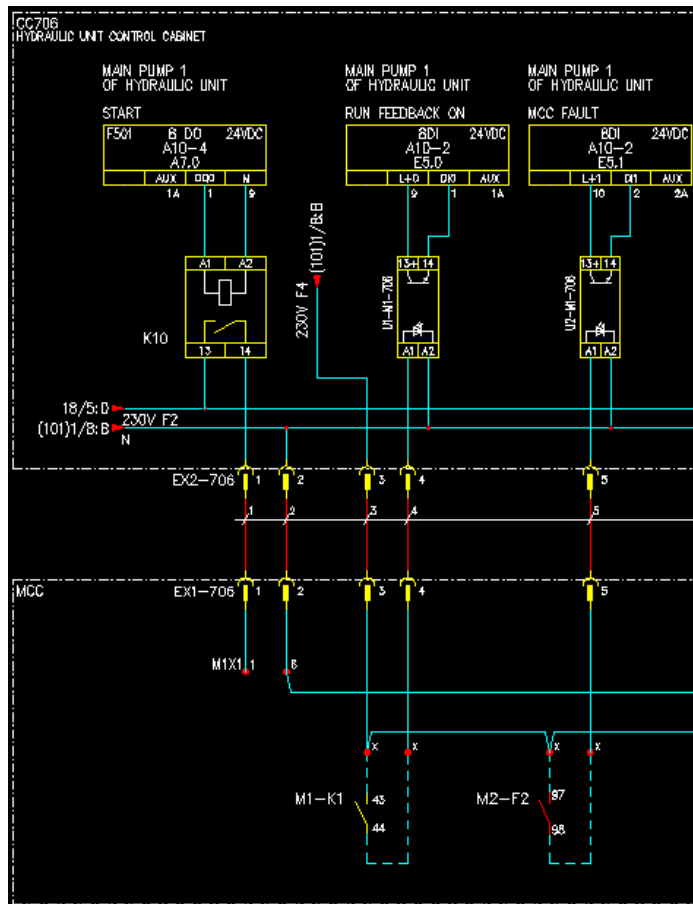 CC706
HYDRAULIC UNIT CONTROL CABINET
MAIN PUMP 1
OF HYDRAULIC UNIT
START
MAIN PUMP 1
OF HYDRAULIC UNIT
RUN FEEDBACK ON
MAIN PUMP 1
OF HYDRAULIC UNIT
MCC FAULT
F501 8 DO 24VDC
A10-4
A7.0
AUX DO0 N
1A 1 9
8DI 24VDC
A10-2
E5.0
L+0 DI0 AUX
9 1 1A
8DI 24VDC
A10-2
E5.1
L+1 DI1 AUX
10 2 2A
230V F4
(101)1/8:B
A1 A2
K10
13 14
U1-M1-706
13+ 14
A1 A2
U2-M1-706
13+ 14
A1 A2
18/5:D
230V F2
(101)1/8:B
N
EX2-706 1 2 3 4 5
1 2 3 4 5
MCC
EX1-706 1 2 3 4 5
M1X1 1 6
X X X X
M1-K1 43
44
M2-F2 97
98